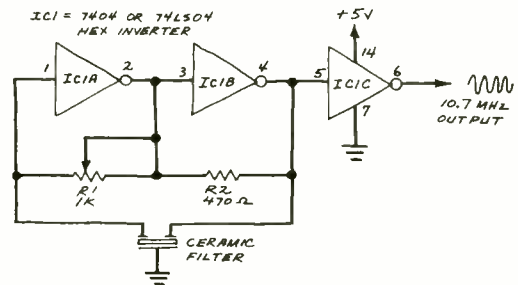 IC1 = 7404 OR 74LS04
HEX INVERTER
+5V
1
IC1A
2
3
IC1B
4
5
IC1C
6
14
7
10.7 MHz
OUTPUT
R1
1K
R2
470Ω
CERAMIC
FILTER